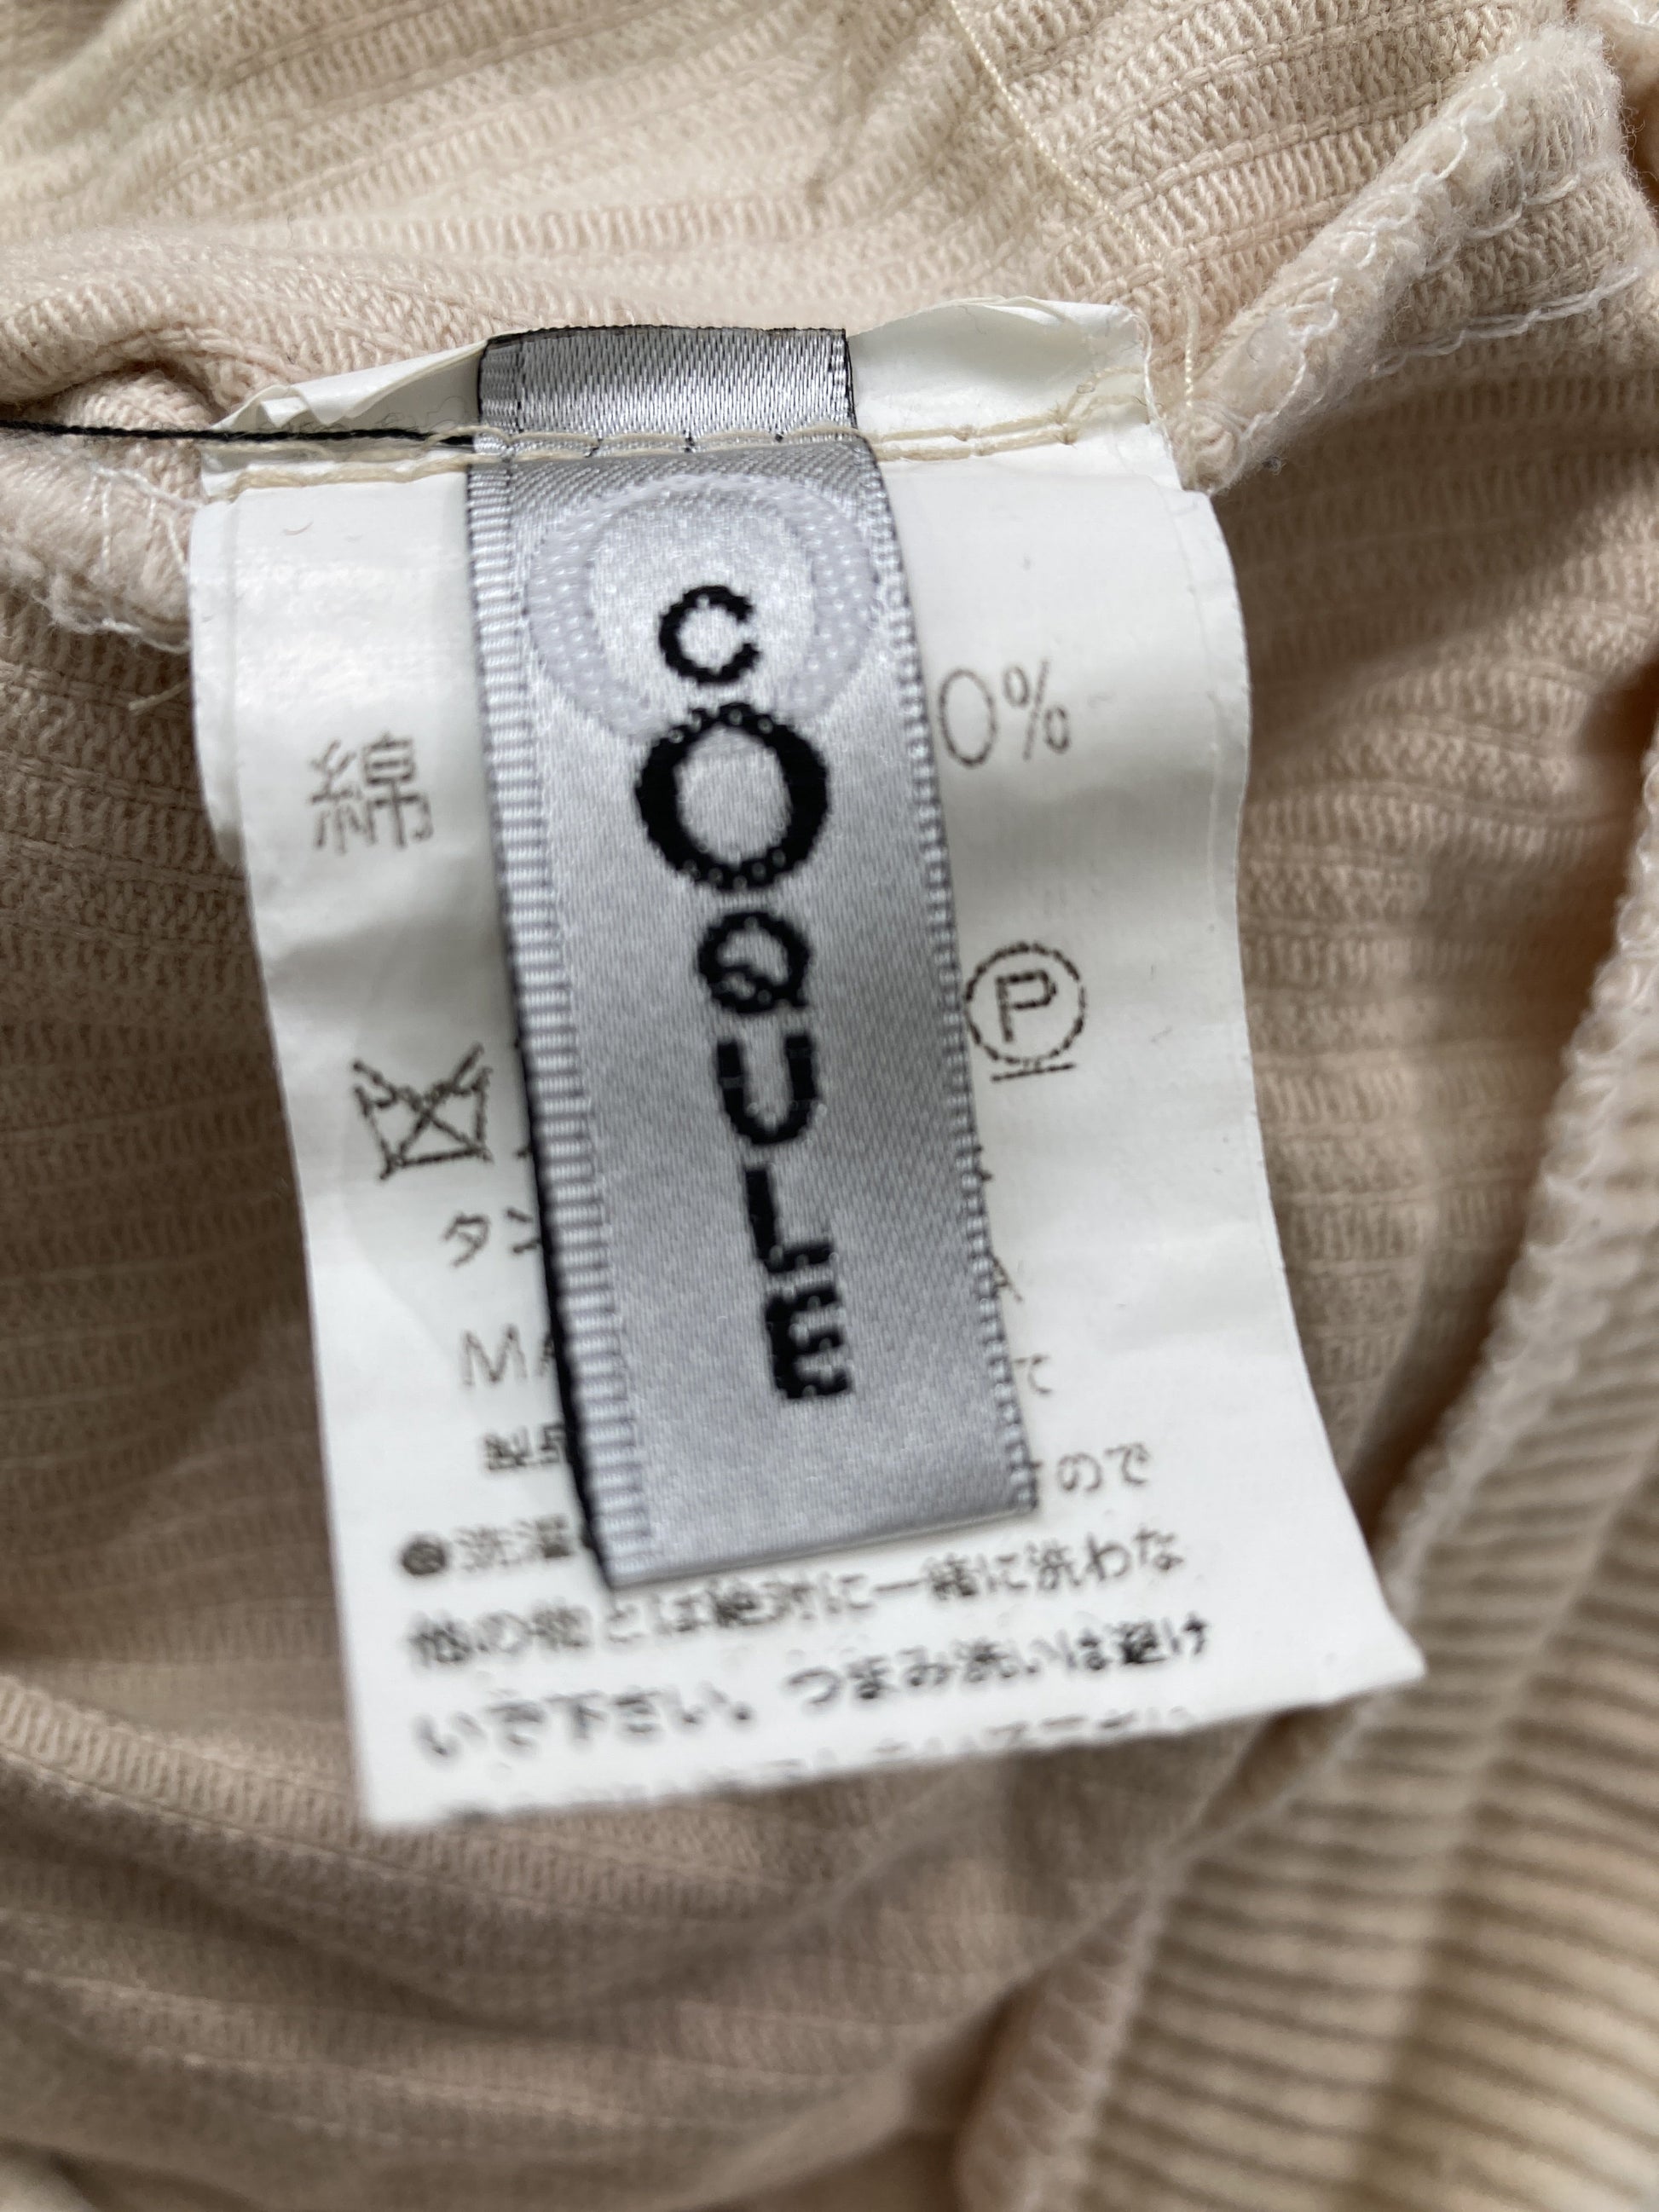 COQULE
綿 0%
P
タン
MA て
製品 ので
●洗濯
他の物とは絶対に一緒に洗わな
いで下さい。つまみ洗いは避け